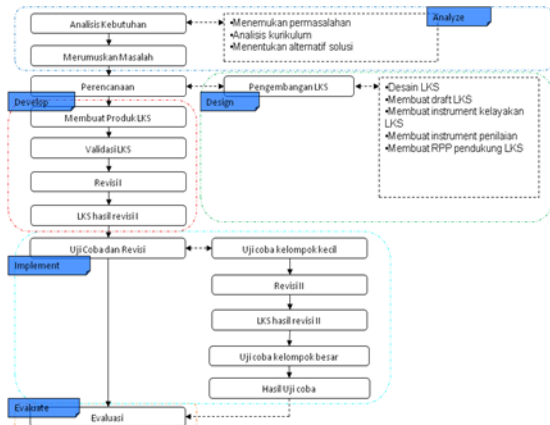 Analisis Kebutuhan
•Menemukan permasalahan
•Analisis kurikulum
•Menentukan alternatif solusi
Analyze
Merumuskan Masalah
Perencanaan
Pengembangan LKS
•Desain LKS
•Membuat draft LKS
•Membuat instrument kelayakan
LKS
•Membuat instrument penilaian
•Membuat RPP pendukung LKS
Develop
Design
Membuat Produk LKS
Validasi LKS
Revisi I
LKS hasil revisi I
Uji Coba dan Revisi
Uji coba kelompok kecil
Implement
Revisi II
LKS hasil revisi II
Uji coba kelompok besar
Hasil Uji coba
Evaluasi